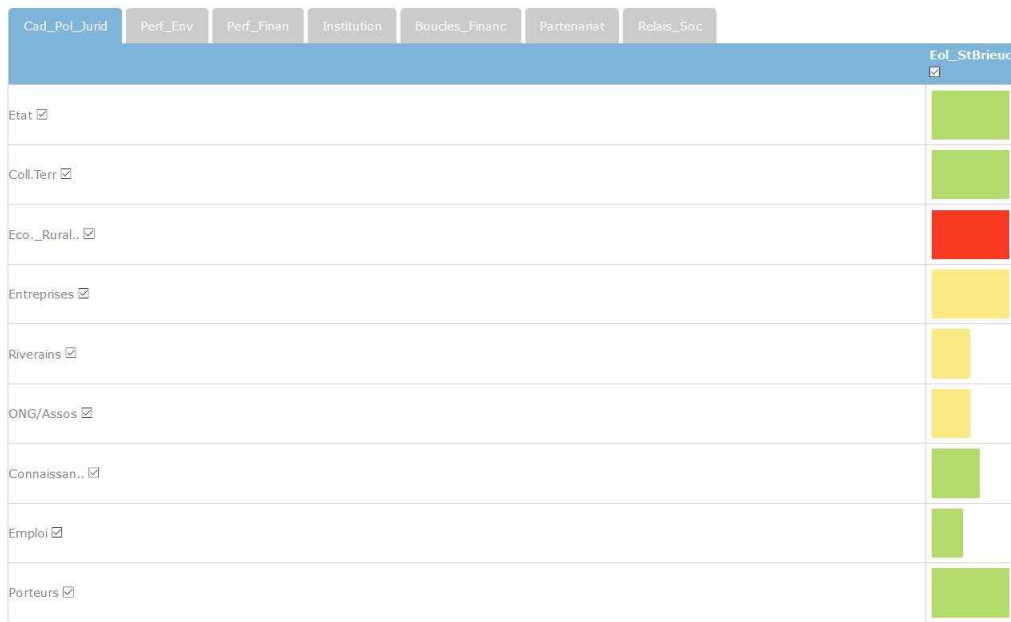 Cad_Pol_Jurid Perf_Env Perf_Finan Institution Boucles_Financ Partenariat Relais_Soc
Eol_StBrieuc
Etat
Coll.Terr
Eco._Rural..
Entreprises
Riverains
ONG/Assos
Connaissan..
Emploi
Porteurs